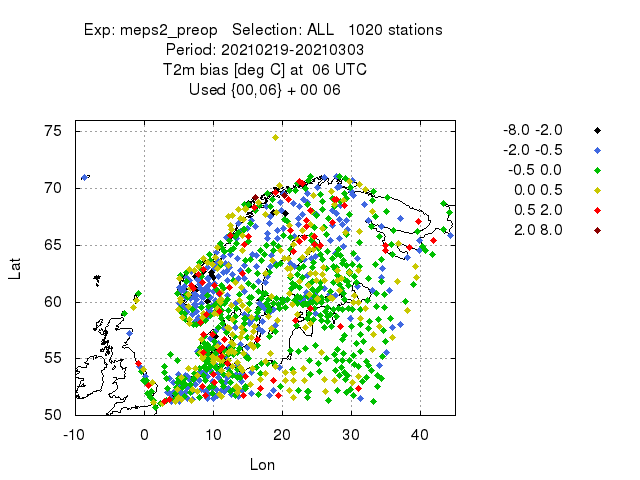 Exp: meps2_preop Selection: ALL 1020 stations
Period: 20210219-20210303
T2m bias [deg C] at 06 UTC
Used {00,06} + 00 06
75
70
65
60
55
50
Lat
-10 0 10 20 30 40
Lon
-8.0 -2.0
-2.0 -0.5
-0.5 0.0
0.0 0.5
0.5 2.0
2.0 8.0